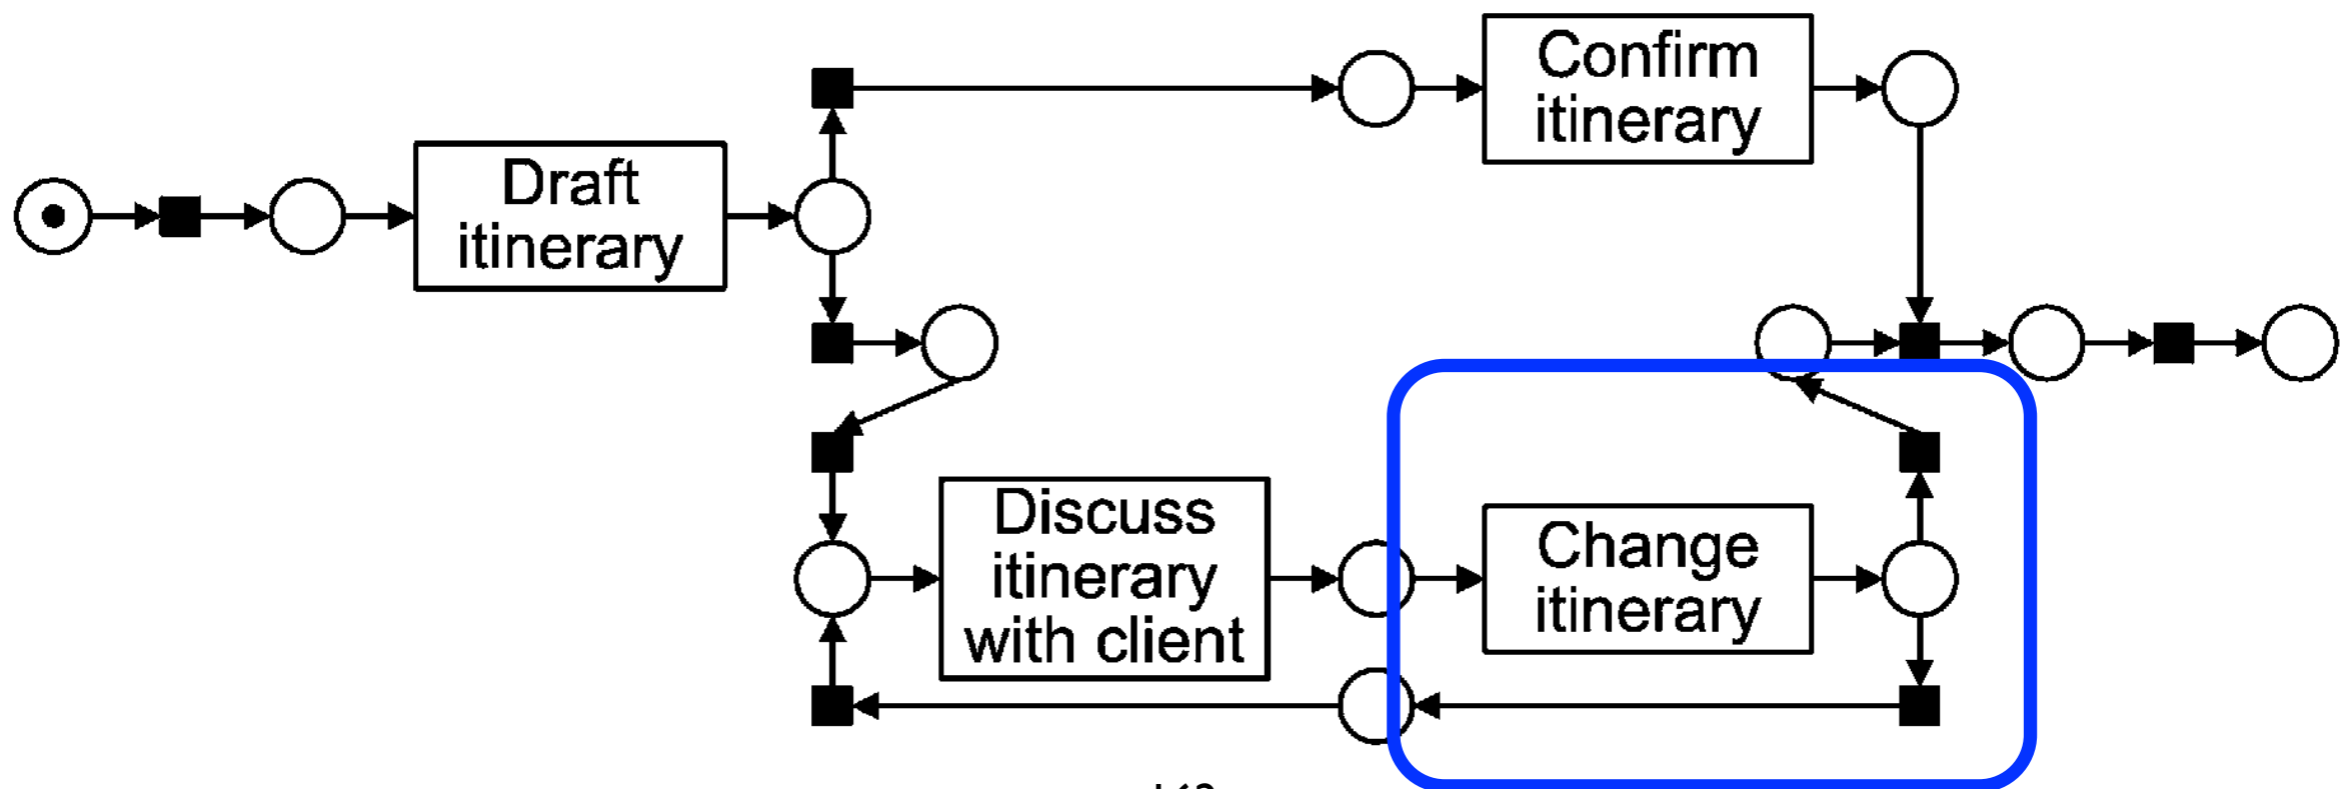 Confirm
itinerary
Draft
itinerary
Discuss
itinerary
with client
Change
itinerary